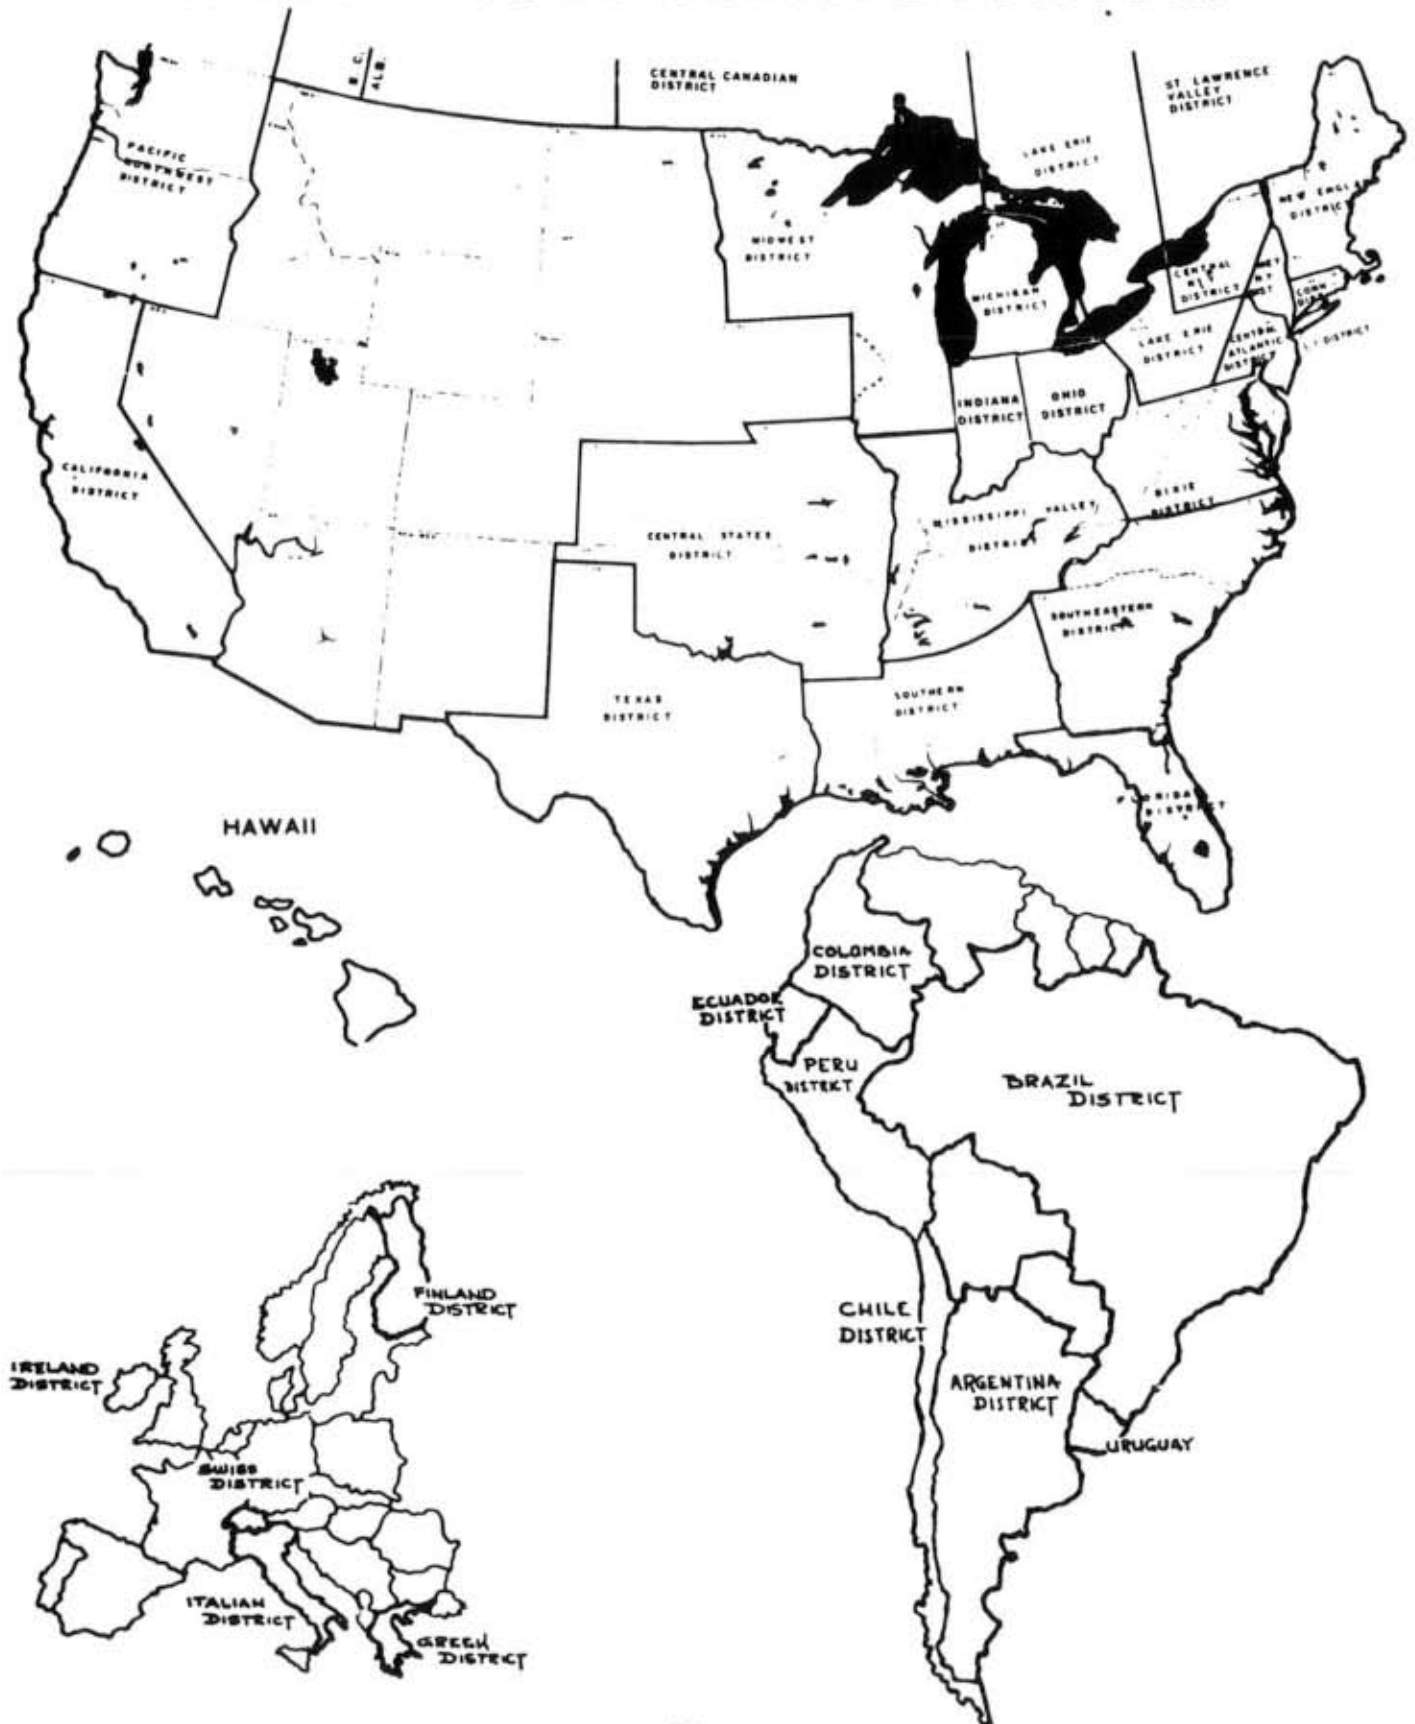 B. C.
ALB.
CENTRAL CANADIAN
DISTRICT
ST LAWRENCE
VALLEY
DISTRICT
LAKE ERIE
DISTRICT
PACIFIC
NORTHWEST
DISTRICT
MIDWEST
DISTRICT
NEW ENGL
DISTRICT
MICHIGAN
DISTRICT
CENTRAL
N Y
DISTRICT
MET
N Y
CONN
LAKE ERIE
DISTRICT
CENTRAL
ATLANTIC
DISTRICT
L I DISTRICT
INDIANA
DISTRICT
OHIO
DISTRICT
CALIFORNIA
DISTRICT
DIXIE
DISTRICT
MISSISSIPPI VALLEY
DISTRICT
CENTRAL STATES
DISTRICT
SOUTHEASTERN
DISTRICT
TEXAS
DISTRICT
SOUTHERN
DISTRICT
FLORIDA
DISTRICT
HAWAII
COLOMBIA
DISTRICT
ECUADOR
DISTRICT
PERU
DISTRICT
BRAZIL
DISTRICT
CHILE
DISTRICT
ARGENTINA
DISTRICT
URUGUAY
FINLAND
DISTRICT
IRELAND
DISTRICT
SWISS
DISTRICT
ITALIAN
DISTRICT
GREEK
DISTRICT